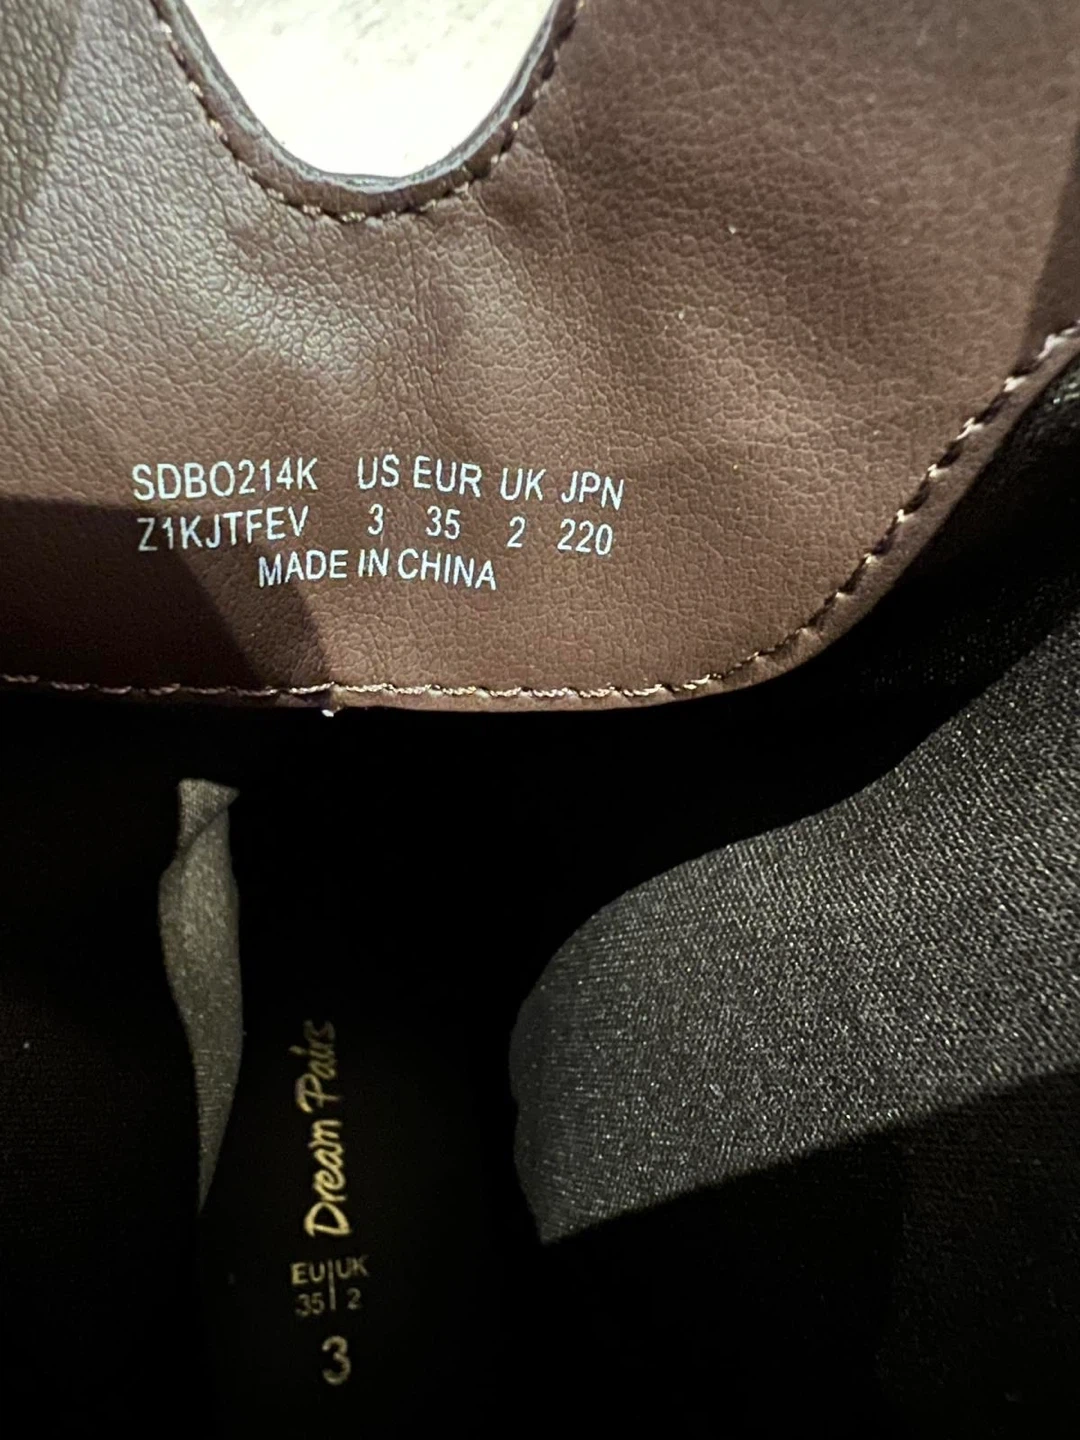 SDBO214K US EUR UK JPN
Z1KJTFEV 3 35 2 220
MADE IN CHINA
Dream Pairs
EU UK
35 2
3